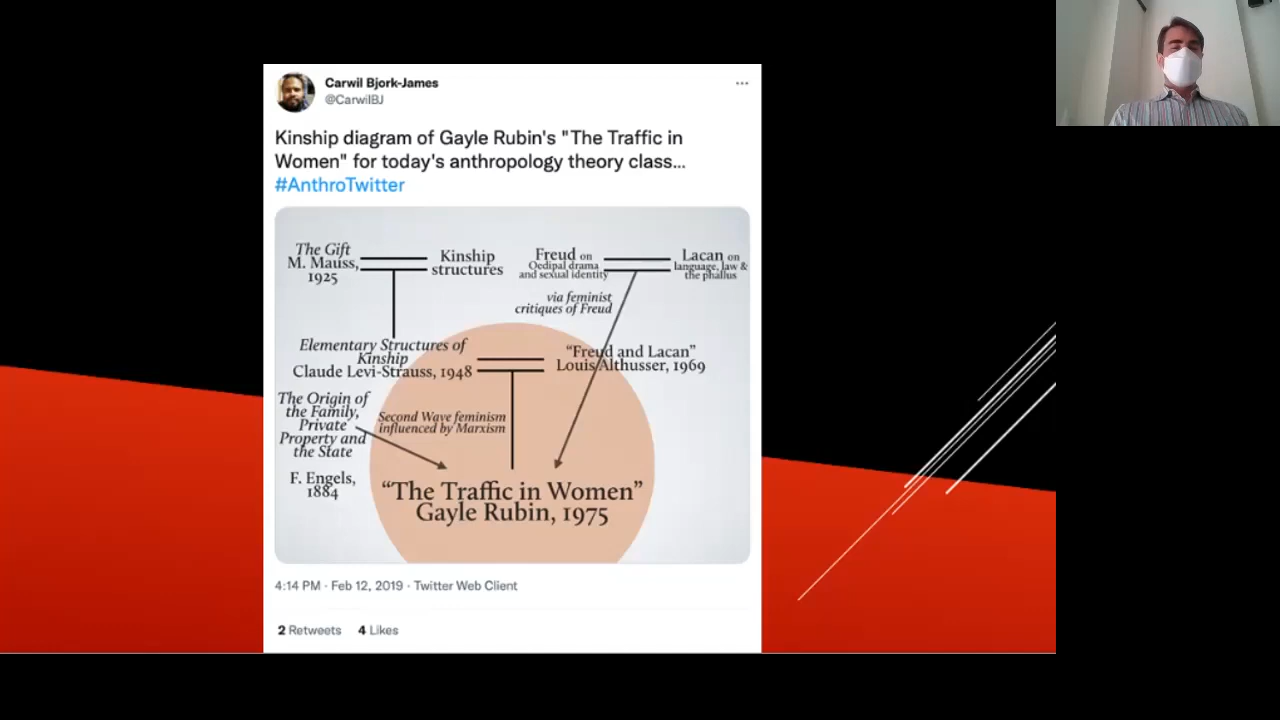 Carwil Bjork-James
@CarwilBJ
Kinship diagram of Gayle Rubin's "The Traffic in
Women" for today's anthropology theory class...
#AnthroTwitter
The Gift
M. Mauss,
1925
Kinship
structures
Freud on
Oedipal drama
and sexual identity
Lacan on
language, law &
the phallus
via feminist
critiques of Freud
Elementary Structures of
Kinship
Claude Levi-Strauss, 1948
“Freud and Lacan”
Louis Althusser, 1969
The Origin of
the Family,
Private
Property and
the State
F. Engels,
1884
Second Wave feminism
influenced by Marxism
“The Traffic in Women”
Gayle Rubin, 1975
4:14 PM · Feb 12, 2019 · Twitter Web Client
2 Retweets 4 Likes